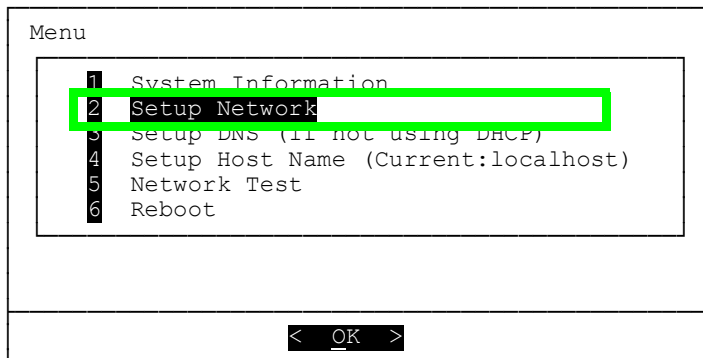 Menu
1 System Information
2 Setup Network
3 Setup DNS (if not using DHCP)
4 Setup Host Name (Current:localhost)
5 Network Test
6 Reboot
< OK >